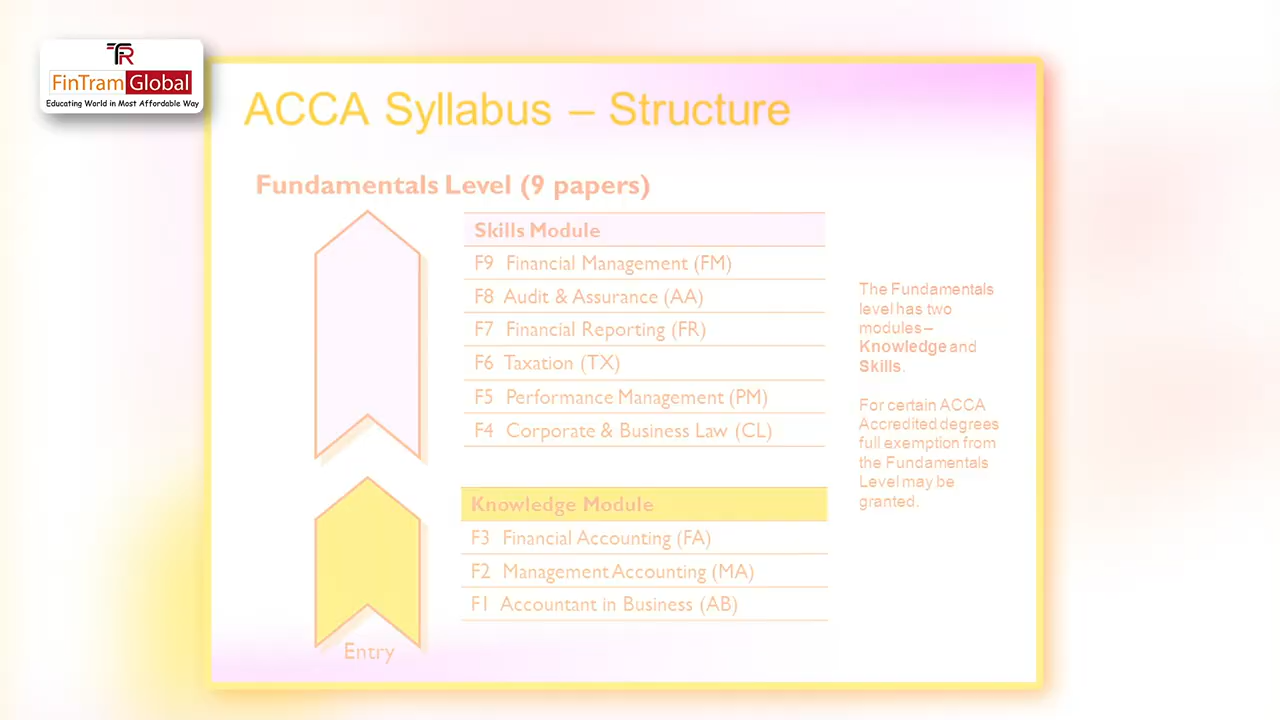 TR
FinTram Global
Educating World in Most Affordable Way
ACCA Syllabus – Structure
Fundamentals Level (9 papers)
Skills Module
F9 Financial Management (FM)
F8 Audit & Assurance (AA)
F7 Financial Reporting (FR)
F6 Taxation (TX)
F5 Performance Management (PM)
F4 Corporate & Business Law (CL)
Knowledge Module
F3 Financial Accounting (FA)
F2 Management Accounting (MA)
F1 Accountant in Business (AB)
Entry
The Fundamentals
level has two
modules –
Knowledge and
Skills.
For certain ACCA
Accredited degrees
full exemption from
the Fundamentals
Level may be
granted.